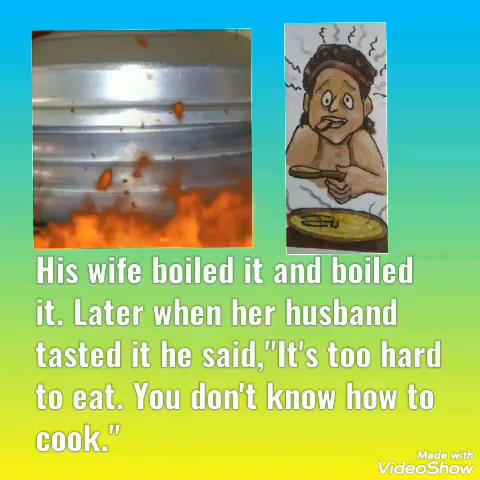 His wife boiled it and boiled
it. Later when her husband
tasted it he said,"It's too hard
to eat. You don't know how to
cook."
Made with
VideoShow